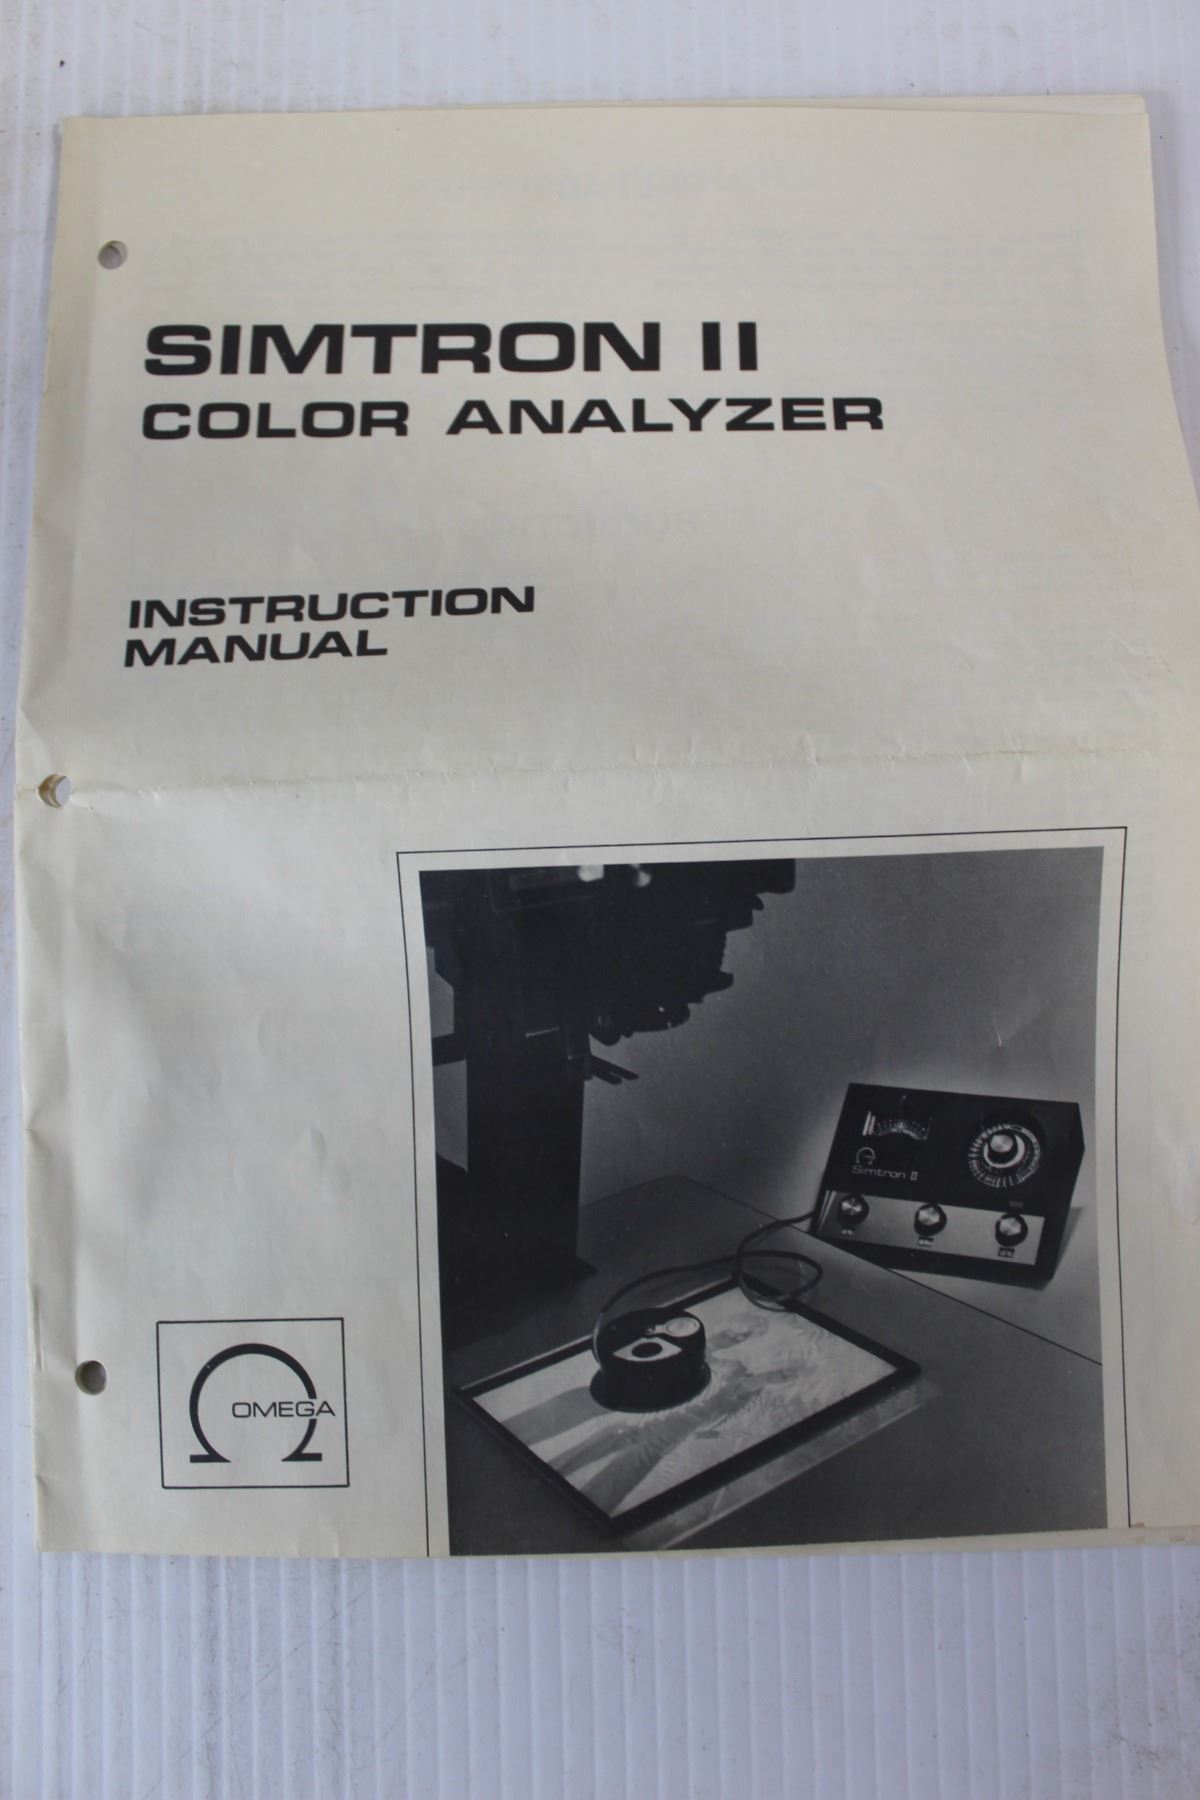 SIMTRON II
COLOR ANALYZER
INSTRUCTION
MANUAL
Simtron II
OMEGA